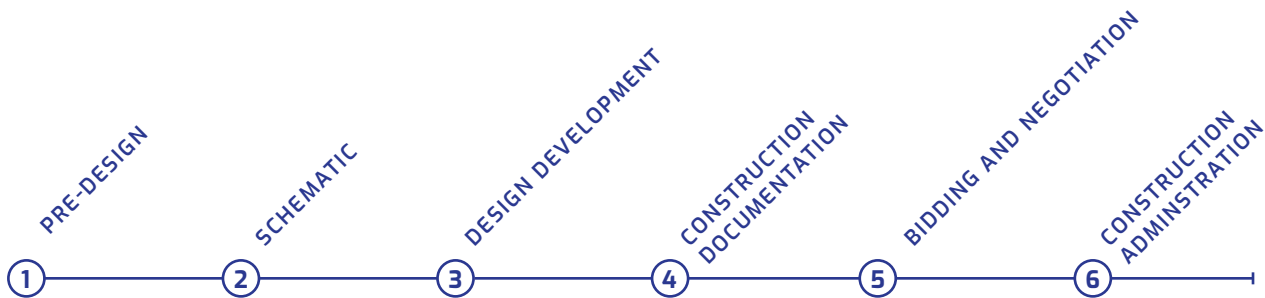 PRE-DESIGN
SCHEMATIC
DESIGN DEVELOPMENT
CONSTRUCTION
DOCUMENTATION
BIDDING AND NEGOTIATION
CONSTRUCTION
ADMINSTRATION
1
2
3
4
5
6